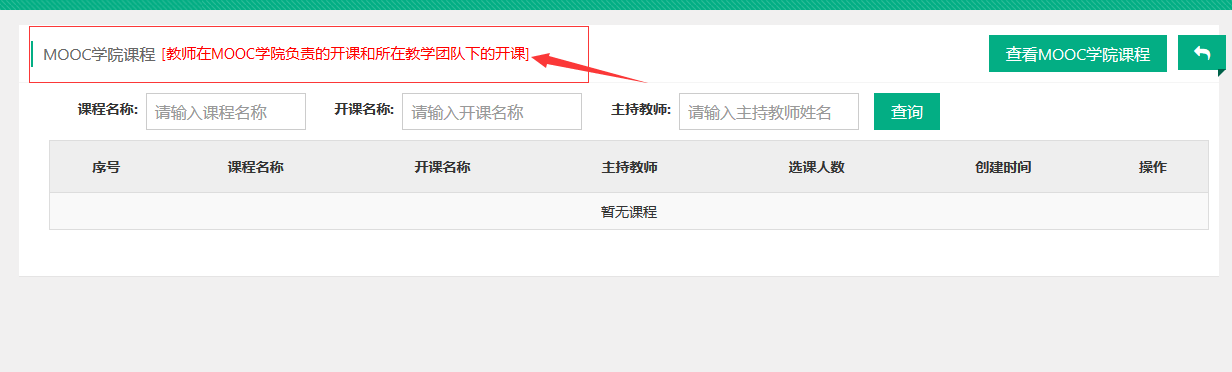 MOOC学院课程 [教师在MOOC学院负责的开课和所在教学团队下的开课] 查看MOOC学院课程
课程名称: 请输入课程名称 开课名称: 请输入开课名称 主持教师: 请输入主持教师姓名 查询
序号 课程名称 开课名称 主持教师 选课人数 创建时间 操作
暂无课程